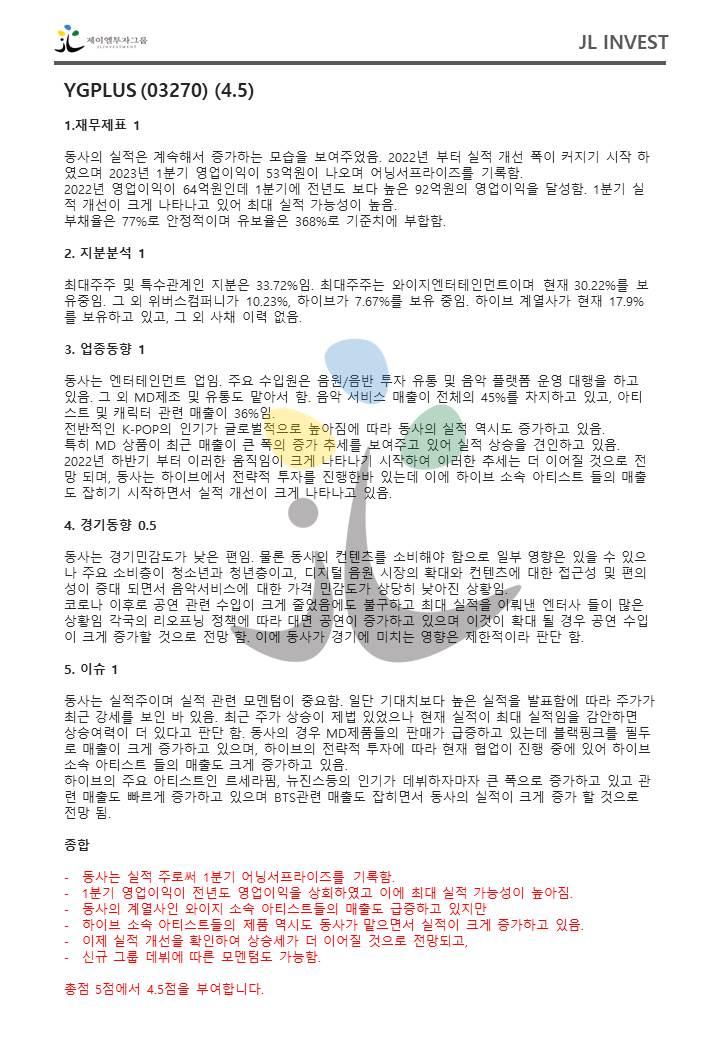 제이엘투자그룹
JLINVESTMENT
JL INVEST
YGPLUS (03270) (4.5)
1.재무제표 1
동사의 실적은 계속해서 증가하는 모습을 보여주었음. 2022년 부터 실적 개선 폭이 커지기 시작 하
였으며 2023년 1분기 영업이익이 53억원이 나오며 어닝서프라이즈를 기록함.
2022년 영업이익이 64억원인데 1분기에 전년도 보다 높은 92억원의 영업이익을 달성함. 1분기 실
적 개선이 크게 나타나고 있어 최대 실적 가능성이 높음.
부채율은 77%로 안정적이며 유보율은 368%로 기준치에 부합함.
2. 지분분석 1
최대주주 및 특수관계인 지분은 33.72%임. 최대주주는 와이지엔터테인먼트이며 현재 30.22%를 보
유중임. 그 외 위버스컴퍼니가 10.23%, 하이브가 7.67%를 보유 중임. 하이브 계열사가 현재 17.9%
를 보유하고 있고, 그 외 사채 이력 없음.
3. 업종동향 1
동사는 엔터테인먼트 업임. 주요 수입원은 음원/음반 투자 유통 및 음악 플랫폼 운영 대행을 하고
있음. 그 외 MD제조 및 유통도 맡아서 함. 음악 서비스 매출이 전체의 45%를 차지하고 있고, 아티
스트 및 캐릭터 관련 매출이 36%임.
전반적인 K-POP의 인기가 글로벌적으로 높아짐에 따라 동사의 실적 역시도 증가하고 있음.
특히 MD 상품이 최근 매출이 큰 폭의 증가 추세를 보여주고 있어 실적 상승을 견인하고 있음.
2022년 하반기 부터 이러한 움직임이 크게 나타나기 시작하여 이러한 추세는 더 이어질 것으로 전
망 되며, 동사는 하이브에서 전략적 투자를 진행한바 있는데 이에 하이브 소속 아티스트 들의 매출
도 잡히기 시작하면서 실적 개선이 크게 나타나고 있음.
4. 경기동향 0.5
동사는 경기민감도가 낮은 편임. 물론 동사의 컨텐츠를 소비해야 함으로 일부 영향은 있을 수 있으
나 주요 소비층이 청소년과 청년층이고, 디지털 음원 시장의 확대와 컨텐츠에 대한 접근성 및 편의
성이 증대 되면서 음악서비스에 대한 가격 민감도가 상당히 낮아진 상황임.
코로나 이후로 공연 관련 수입이 크게 줄었음에도 불구하고 최대 실적을 이뤄낸 엔터사 들이 많은
상황임 각국의 리오프닝 정책에 따라 대면 공연이 증가하고 있으며 이것이 확대 될 경우 공연 수입
이 크게 증가할 것으로 전망 함. 이에 동사가 경기에 미치는 영향은 제한적이라 판단 함.
5. 이슈 1
동사는 실적주이며 실적 관련 모멘텀이 중요함. 일단 기대치보다 높은 실적을 발표함에 따라 주가가
최근 강세를 보인 바 있음. 최근 주가 상승이 제법 있었으나 현재 실적이 최대 실적임을 감안하면
상승여력이 더 있다고 판단 함. 동사의 경우 MD제품들의 판매가 급증하고 있는데 블랙핑크를 필두
로 매출이 크게 증가하고 있으며, 하이브의 전략적 투자에 따라 현재 협업이 진행 중에 있어 하이브
소속 아티스트 들의 매출도 크게 증가하고 있음.
하이브의 주요 아티스트인 르세라핌, 뉴진스등의 인기가 데뷔하자마자 큰 폭으로 증가하고 있고 관
련 매출도 빠르게 증가하고 있으며 BTS관련 매출도 잡히면서 동사의 실적이 크게 증가 할 것으로
전망 됨.
종합
- 동사는 실적 주로써 1분기 어닝서프라이즈를 기록함.
- 1분기 영업이익이 전년도 영업이익을 상회하였고 이에 최대 실적 가능성이 높아짐.
- 동사의 계열사인 와이지 소속 아티스트들의 매출도 급증하고 있지만
- 하이브 소속 아티스트들의 제품 역시도 동사가 맡으면서 실적이 크게 증가하고 있음.
- 이제 실적 개선을 확인하여 상승세가 더 이어질 것으로 전망되고,
- 신규 그룹 데뷔에 따른 모멘텀도 가능함.
총점 5점에서 4.5점을 부여합니다.